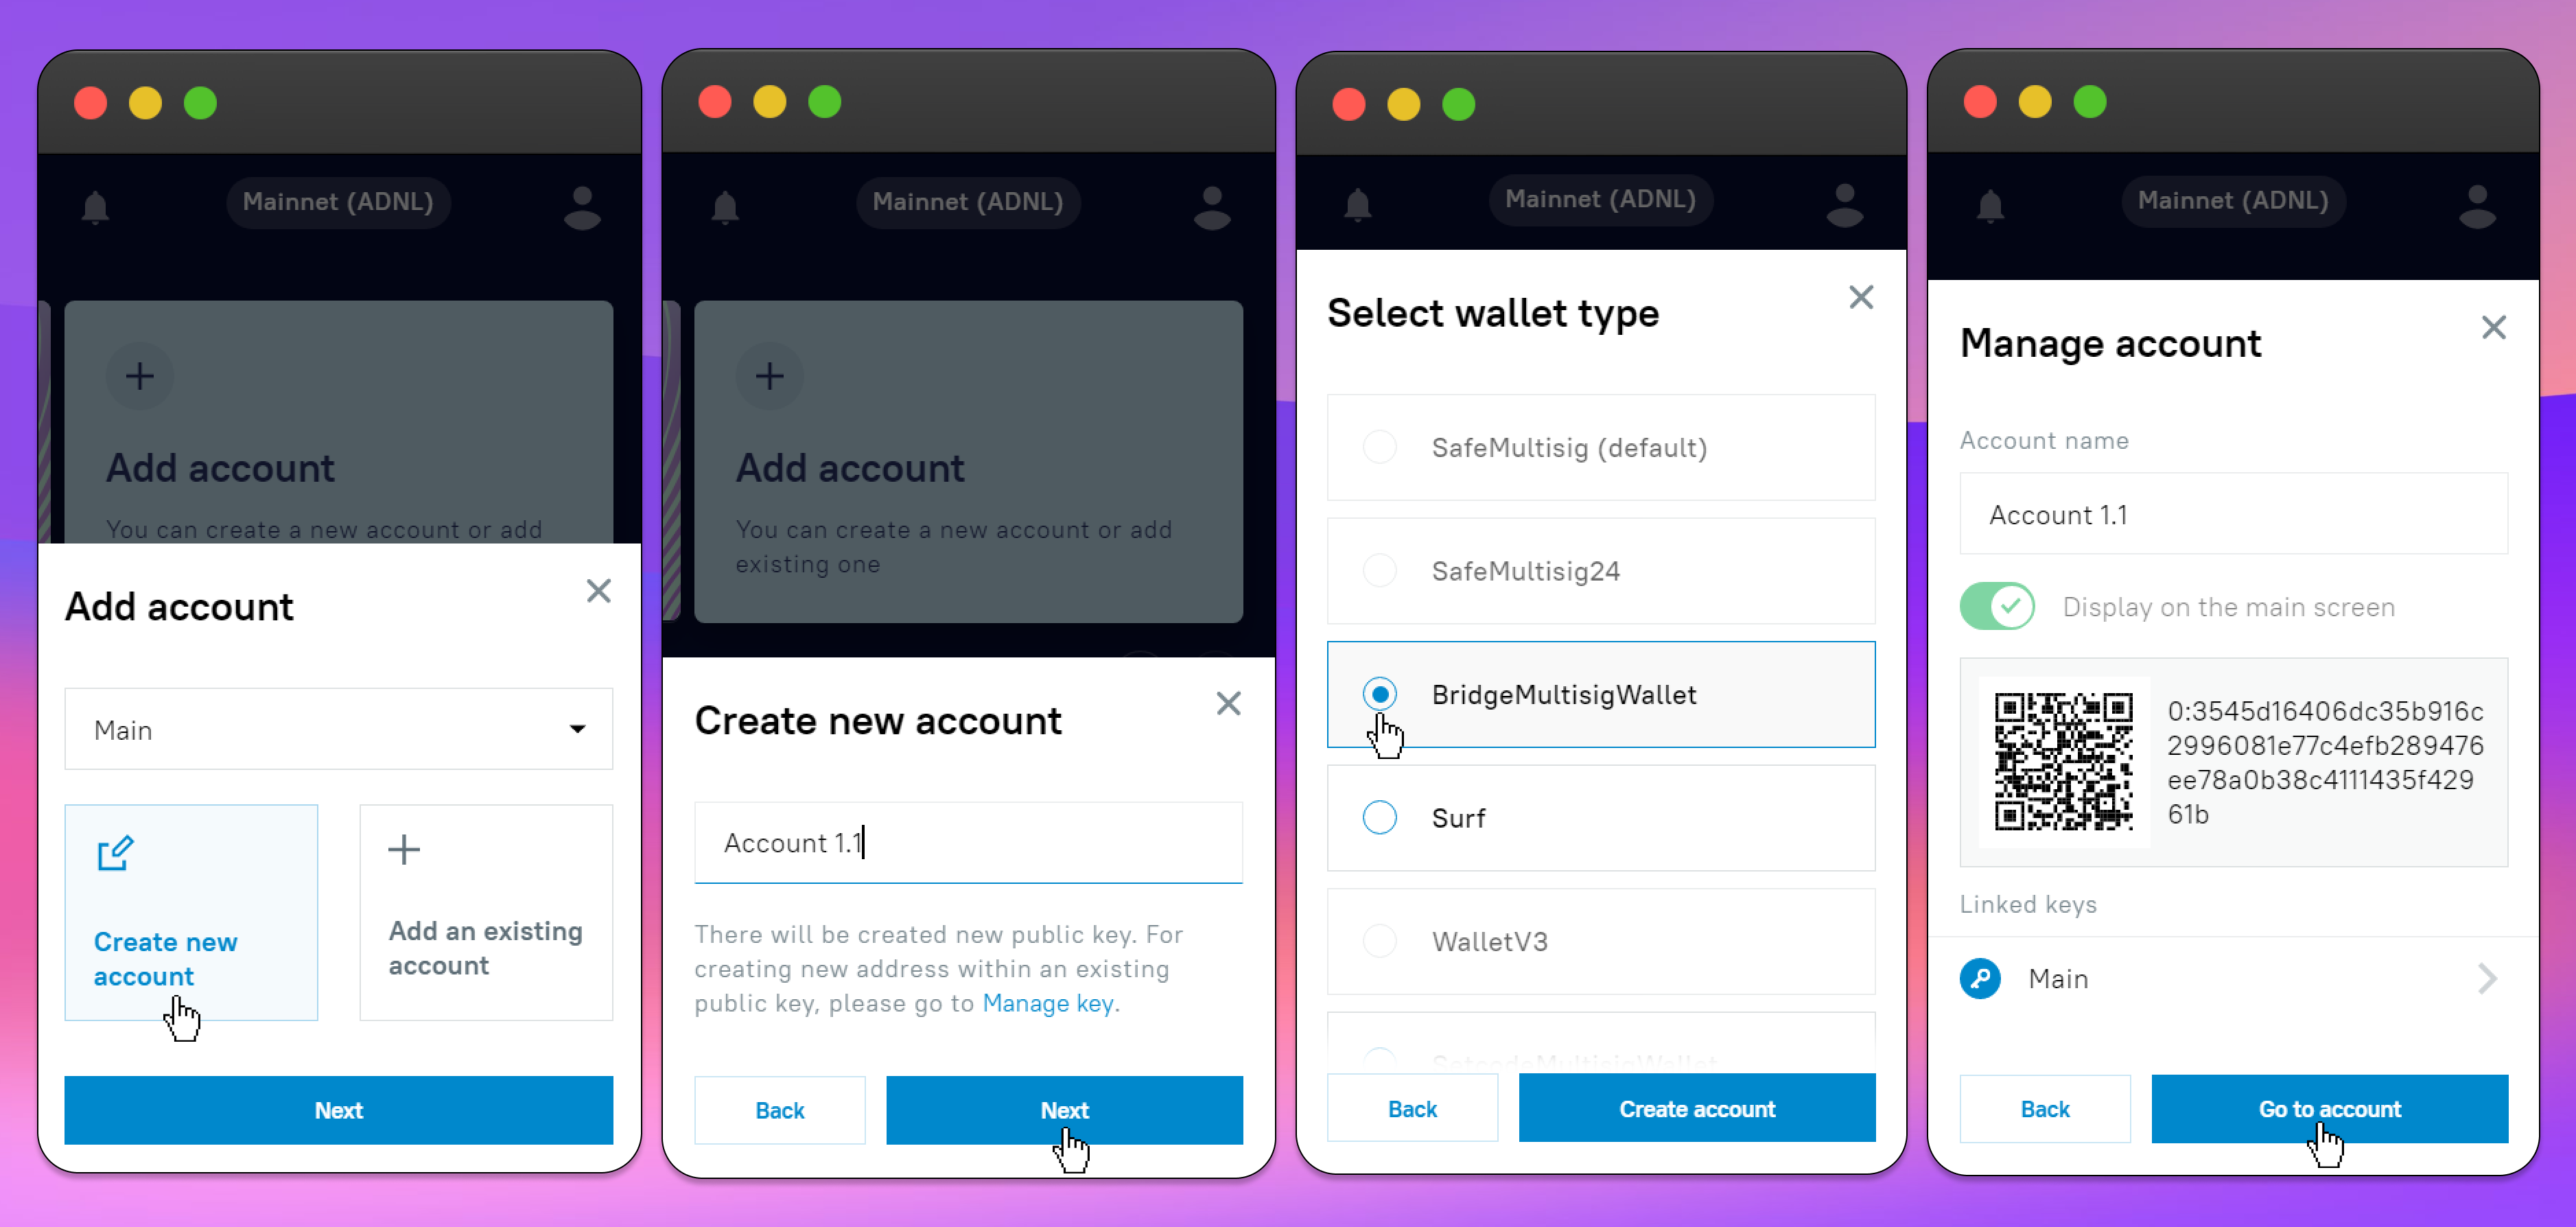 Mainnet (ADNL)
Add account
You can create a new account or add
Add account
Main
Create new
account
Add an existing
account
Next
Mainnet (ADNL)
Add account
You can create a new account or add
existing one
Create new account
Account 1.1
There will be created new public key. For
creating new address within an existing
public key, please go to Manage key.
Back
Next
Mainnet (ADNL)
Select wallet type
SafeMultisig (default)
SafeMultisig24
BridgeMultisigWallet
Surf
WalletV3
SetcodeMultisigWallet
Back
Create account
Mainnet (ADNL)
Manage account
Account name
Account 1.1
Display on the main screen
0:3545d16406dc35b916c
2996081e77c4efb289476
ee78a0b38c4111435f429
61b
Linked keys
Main
Back
Go to account